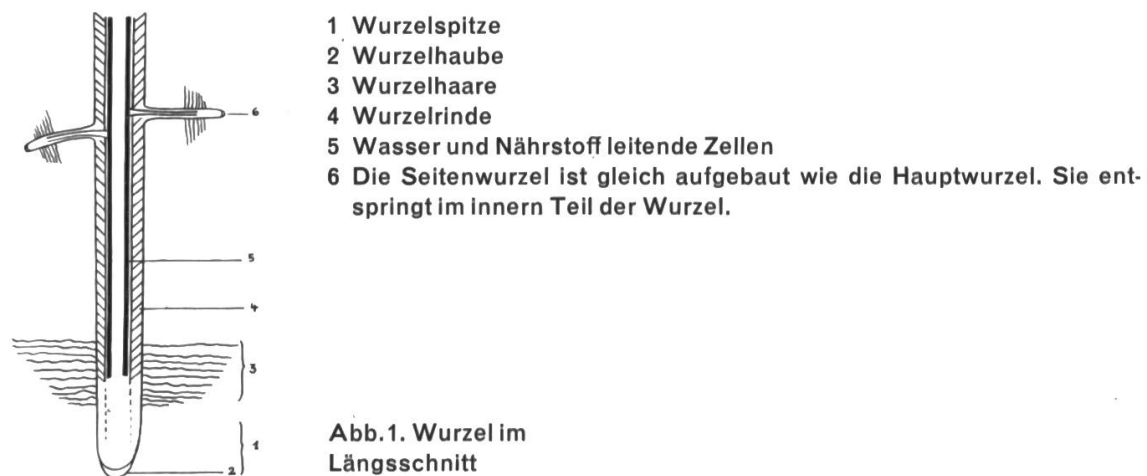 1 Wurzelspitze
2 Wurzelhaube
3 Wurzelhaare
4 Wurzelrinde
5 Wasser und Nährstoff leitende Zellen
6 Die Seitenwurzel ist gleich aufgebaut wie die Hauptwurzel. Sie ent-
springt im innern Teil der Wurzel.
6
5
4
3
1
2
Abb.1. Wurzel im
Längsschnitt